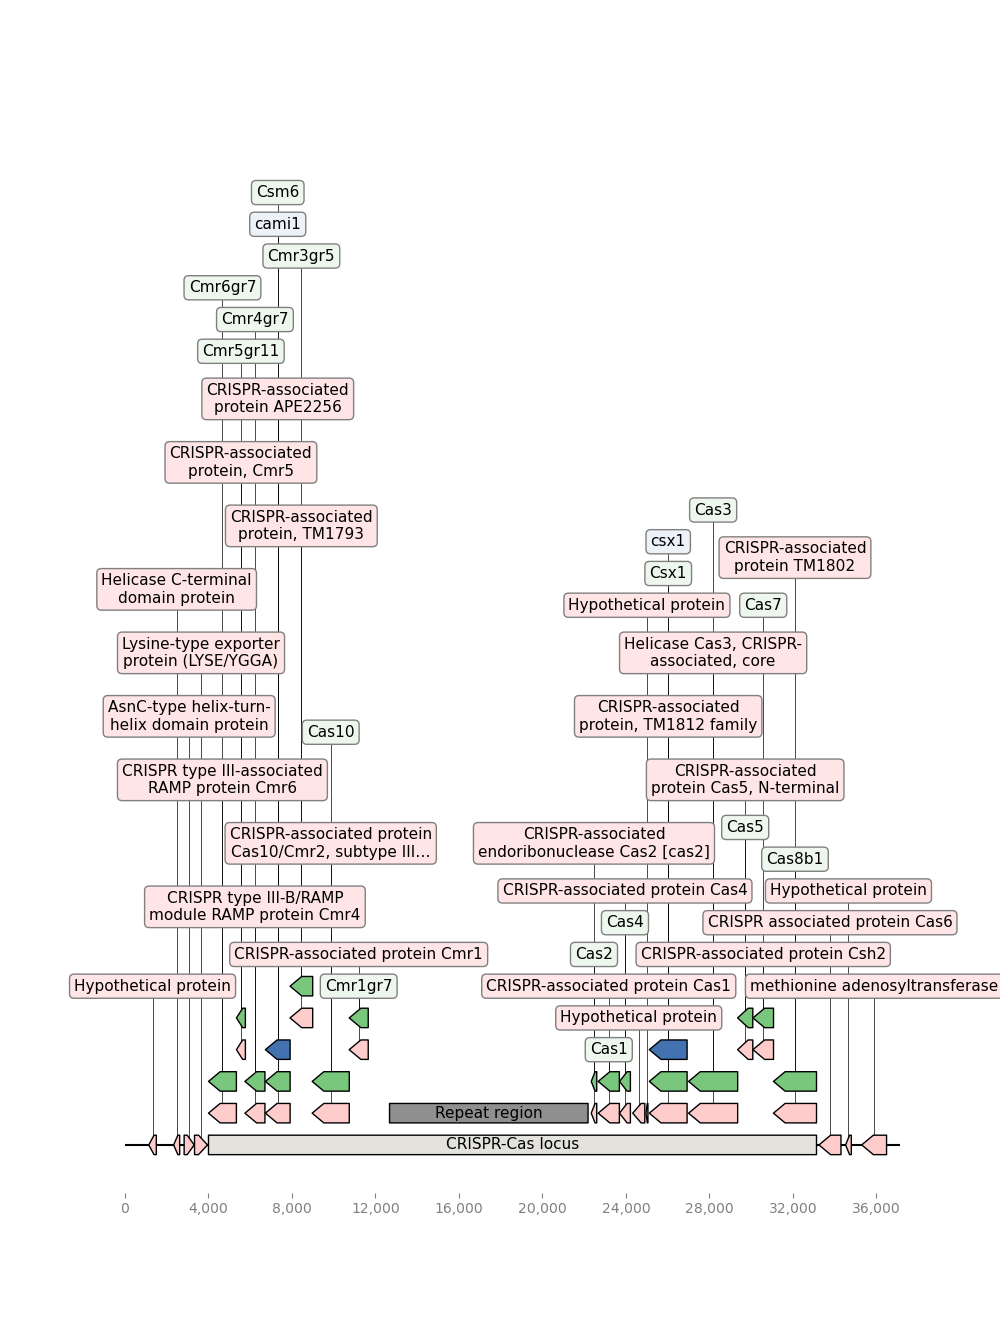 Csm6
cami1
Cmr3gr5
Cmr6gr7
Cmr4gr7
Cmr5gr11
CRISPR-associated
protein APE2256
CRISPR-associated
protein, Cmr5
CRISPR-associated
protein, TM1793
Helicase C-terminal
domain protein
Lysine-type exporter
protein (LYSE/YGGA)
AsnC-type helix-turn-
helix domain protein
Cas10
CRISPR type III-associated
RAMP protein Cmr6
CRISPR-associated protein
Cas10/Cmr2, subtype III...
CRISPR type III-B/RAMP
module RAMP protein Cmr4
CRISPR-associated protein Cmr1
Hypothetical protein
Cmr1gr7
Cas3
csx1
CRISPR-associated
protein TM1802
Csx1
Hypothetical protein
Cas7
Helicase Cas3, CRISPR-
associated, core
CRISPR-associated
protein, TM1812 family
CRISPR-associated
protein Cas5, N-terminal
Cas5
CRISPR-associated
endoribonuclease Cas2 [cas2]
Cas8b1
CRISPR-associated protein Cas4
Hypothetical protein
Cas4
CRISPR associated protein Cas6
Cas2
CRISPR-associated protein Csh2
CRISPR-associated protein Cas1
methionine adenosyltransferase
Hypothetical protein
Cas1
Repeat region
CRISPR-Cas locus
0
4,000
8,000
12,000
16,000
20,000
24,000
28,000
32,000
36,000